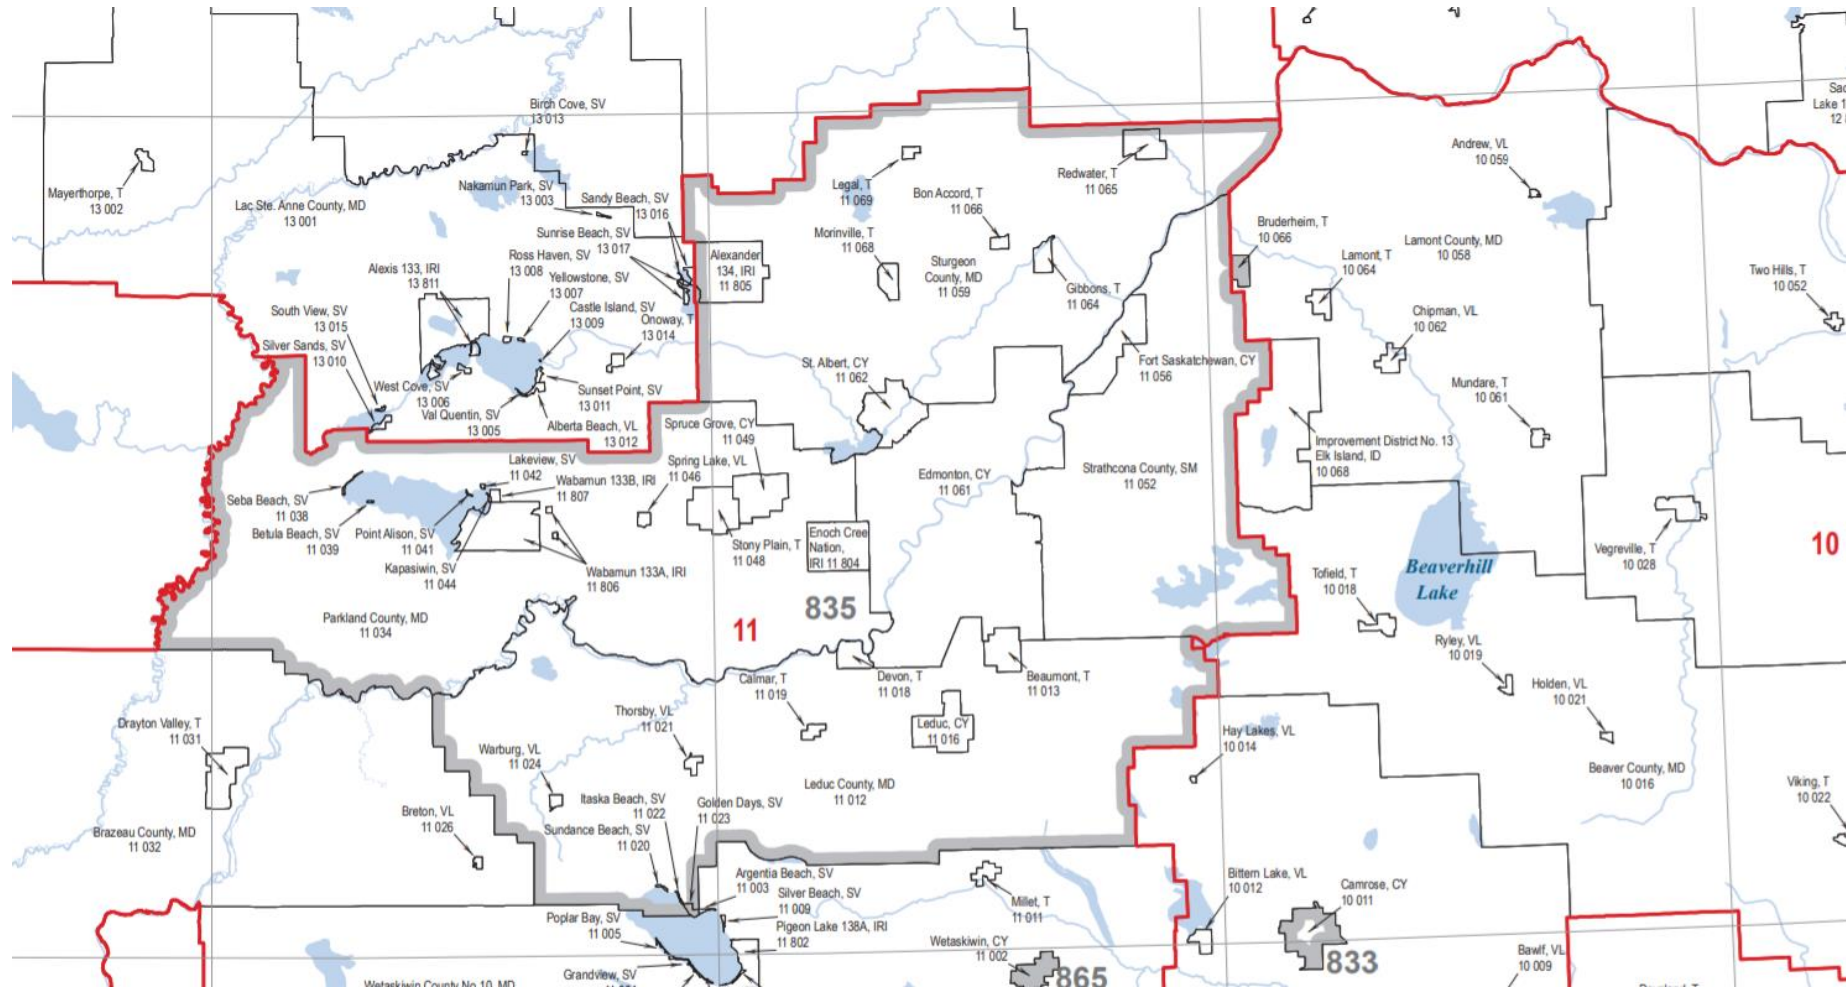 Birch Cove, SV
13 013
Mayerthorpe, T
13 002
Lac Ste. Anne County, MD
13 001
Nakamun Park, SV
13 003
Sandy Beach, SV
13 016
Sunrise Beach, SV
13 017
Ross Haven, SV
13 008
Yellowstone, SV
13 007
Castle Island, SV
13 009
Onoway, T
13 014
Alexis 133, IRI
13 811
South View, SV
13 015
Silver Sands, SV
13 010
West Cove, SV
13 006
Val Quentin, SV
13 005
Sunset Point, SV
13 011
Alberta Beach, VL
13 012
Alexander
134, IRI
11 805
Legal, T
11 069
Bon Accord, T
11 066
Morinville, T
11 068
Sturgeon
County, MD
11 059
Redwater, T
11 065
Gibbons, T
11 064
Fort Saskatchewan, CY
11 056
St. Albert, CY
11 062
Bruderheim, T
10 066
Lamont, T
10 064
Lamont County, MD
10 058
Andrew, VL
10 059
Chipman, VL
10 062
Mundare, T
10 061
Two Hills, T
10 052
Lake 1
Improvement District No. 13
Elk Island, ID
10 068
Spruce Grove, CY
11 049
Spring Lake, VL
11 046
Lakeview, SV
11 042
Wabamun 133B, IRI
11 807
Seba Beach, SV
11 038
Betula Beach, SV
11 039
Point Alison, SV
11 041
Kapasiwin, SV
11 044
Wabamun 133A, IRI
11 806
Stony Plain, T
11 048
Enoch Cree
Nation,
IRI 11 804
Edmonton, CY
11 061
Strathcona County, SM
11 052
835
11
Parkland County, MD
11 034
Beaverhill
Lake
Vegreville, T
10 028
10
Tofield, T
10 018
Ryley, VL
10 019
Holden, VL
10 021
Beaver County, MD
10 016
Viking, T
10 022
Hay Lakes, VL
10 014
Devon, T
11 018
Beaumont, T
11 013
Calmar, T
11 019
Leduc, CY
11 016
Thorsby, VL
11 021
Warburg, VL
11 024
Drayton Valley, T
11 031
Leduc County, MD
11 012
Breton, VL
11 026
Brazeau County, MD
11 032
Itaska Beach, SV
11 022
Golden Days, SV
11 023
Sundance Beach, SV
11 020
Argentia Beach, SV
11 003
Silver Beach, SV
11 009
Pigeon Lake 138A, IRI
11 802
Poplar Bay, SV
11 005
Grandview, SV
Wetaskiwin County No 10, MD
Millet, T
11 011
Wetaskiwin, CY
11 002
865
Bittern Lake, VL
10 012
Camrose, CY
10 011
833
Bawlf, VL
10 009